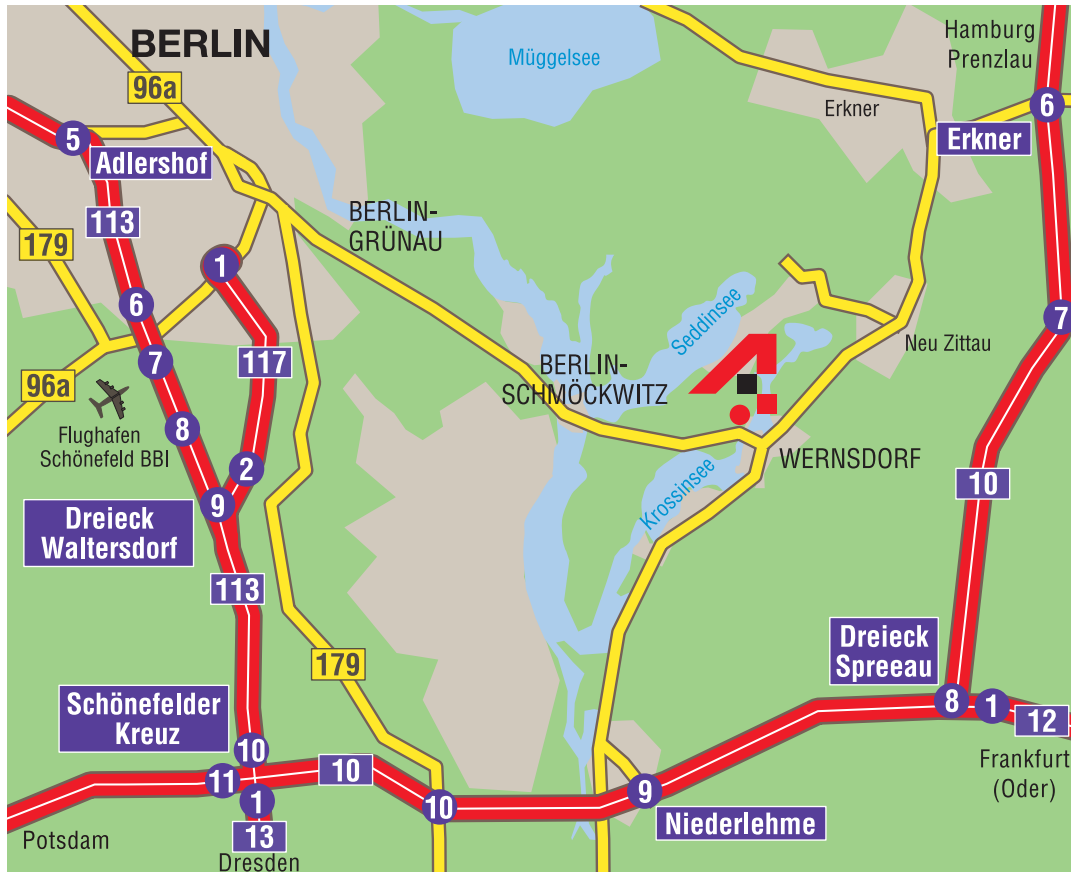 Hamburg
Prenzlau
BERLIN
Müggelsee
96a
Erkner
6
Erkner
5
Adlershof
113
BERLIN-
GRÜNAU
179
1
6
Seddinsee
7
Neu Zittau
7
117
BERLIN-
SCHMÖCKWITZ
96a
Flughafen
Schönefeld BBI
8
WERNSDORF
2
Krossinsee
10
9
Dreieck
Waltersdorf
113
179
Dreieck
Spreeau
8
1
12
Schönefelder
Kreuz
10
Frankfurt
(Oder)
11
10
1
10
9
Niederlehme
Potsdam
13
Dresden